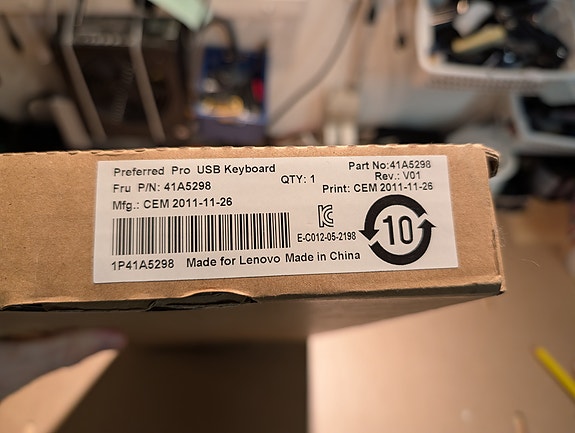 Preferred Pro USB Keyboard
Part No:41A5298
Fru P/N: 41A5298
QTY: 1
Rev.: V01
Mfg.: CEM 2011-11-26
Print: CEM 2011-11-26
E-C012-05-2198
10
1P41A5298 Made for Lenovo Made in China